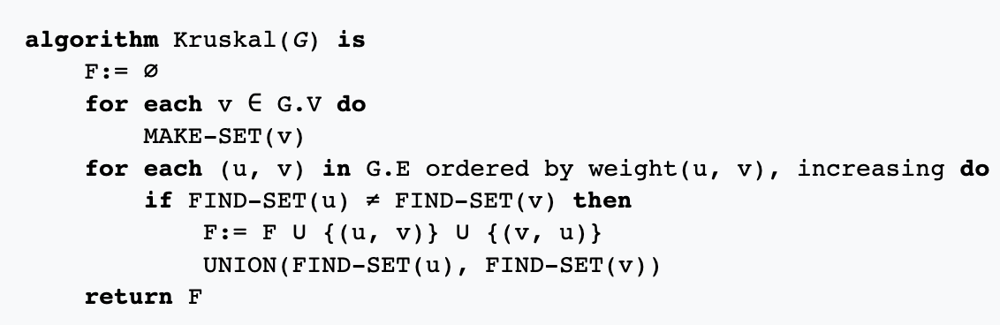 algorithm Kruskal(G) is
F:= ∅
for each v ∈ G.V do
MAKE-SET(v)
for each (u, v) in G.E ordered by weight(u, v), increasing do
if FIND-SET(u) ≠ FIND-SET(v) then
F:= F ∪ {(u, v)} ∪ {(v, u)}
UNION(FIND-SET(u), FIND-SET(v))
return F